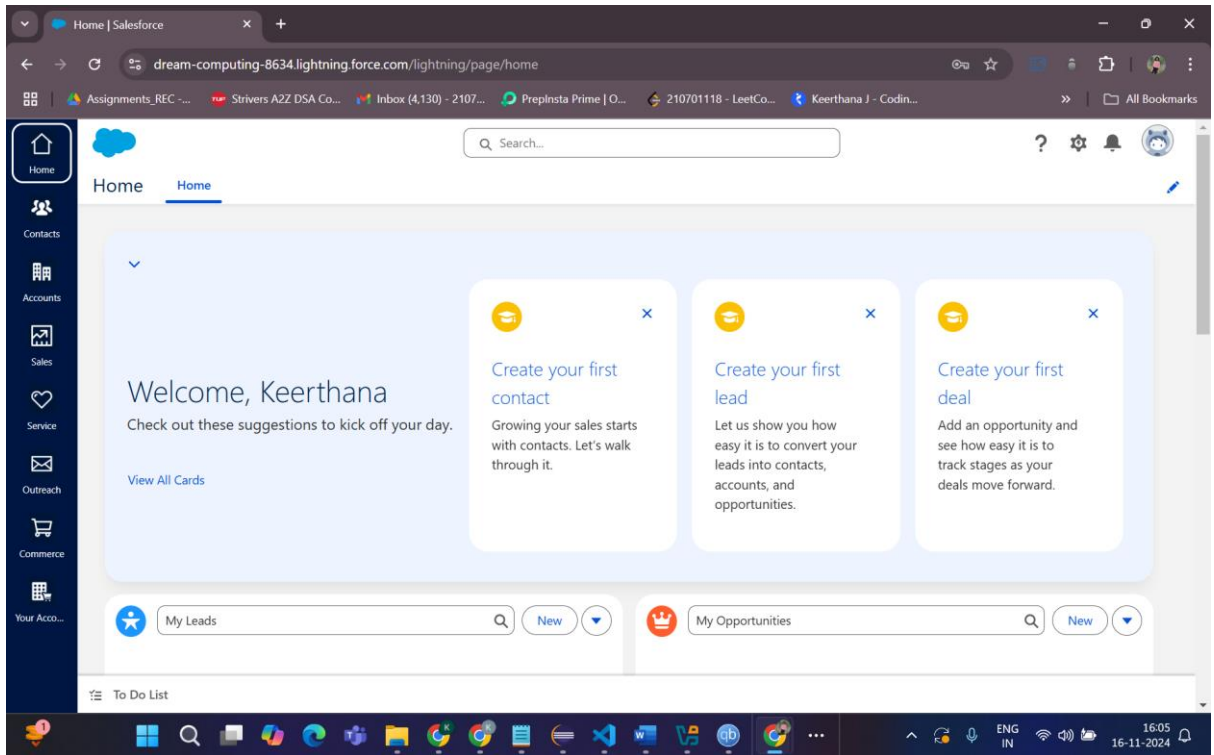 Home | Salesforce
dream-computing-8634.lightning.force.com/lightning/page/home
Assignments_REC -... TUF Strivers A2Z DSA Co... Inbox (4,130) - 2107... PrepInsta Prime | O... 210701118 - LeetCo... Keerthana J - Codin... » All Bookmarks
Home
Contacts
Accounts
Sales
Service
Outreach
Commerce
Your Acco...
Search...
Home Home
Welcome, Keerthana
Check out these suggestions to kick off your day.
View All Cards
Create your first
contact
Growing your sales starts
with contacts. Let's walk
through it.
Create your first
lead
Let us show you how
easy it is to convert your
leads into contacts,
accounts, and
opportunities.
Create your first
deal
Add an opportunity and
see how easy it is to
track stages as your
deals move forward.
My Leads New
My Opportunities New
To Do List
1
qb
ENG
IN
16:05
16-11-2024